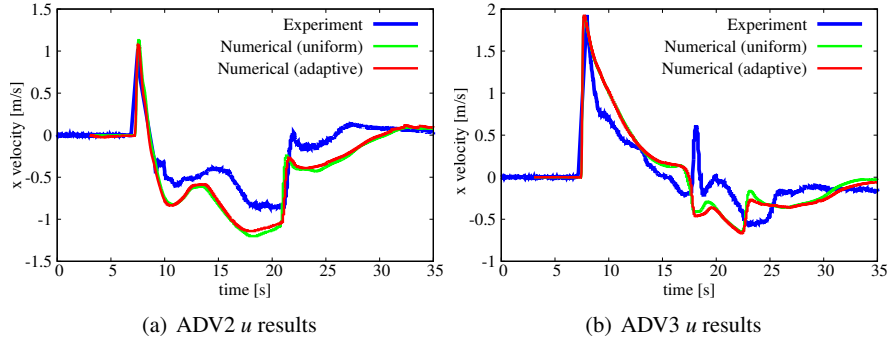 1.5
1
0.5
0
-0.5
-1
-1.5
x velocity [m/s]
Experiment
Numerical (uniform)
Numerical (adaptive)
0 5 10 15 20 25 30 35
time [s]
(a) ADV2 u results
2
1.5
1
0.5
0
-0.5
-1
x velocity [m/s]
Experiment
Numerical (uniform)
Numerical (adaptive)
0 5 10 15 20 25 30 35
time [s]
(b) ADV3 u results